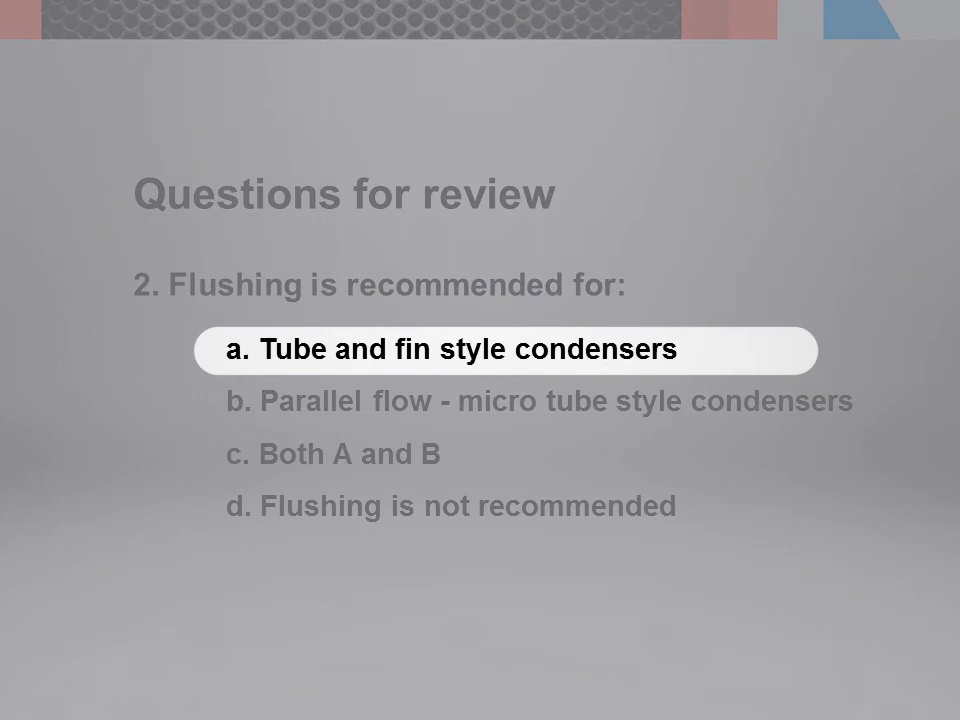 Questions for review
2. Flushing is recommended for:
a. Tube and fin style condensers
b. Parallel flow - micro tube style condensers
c. Both A and B
d. Flushing is not recommended